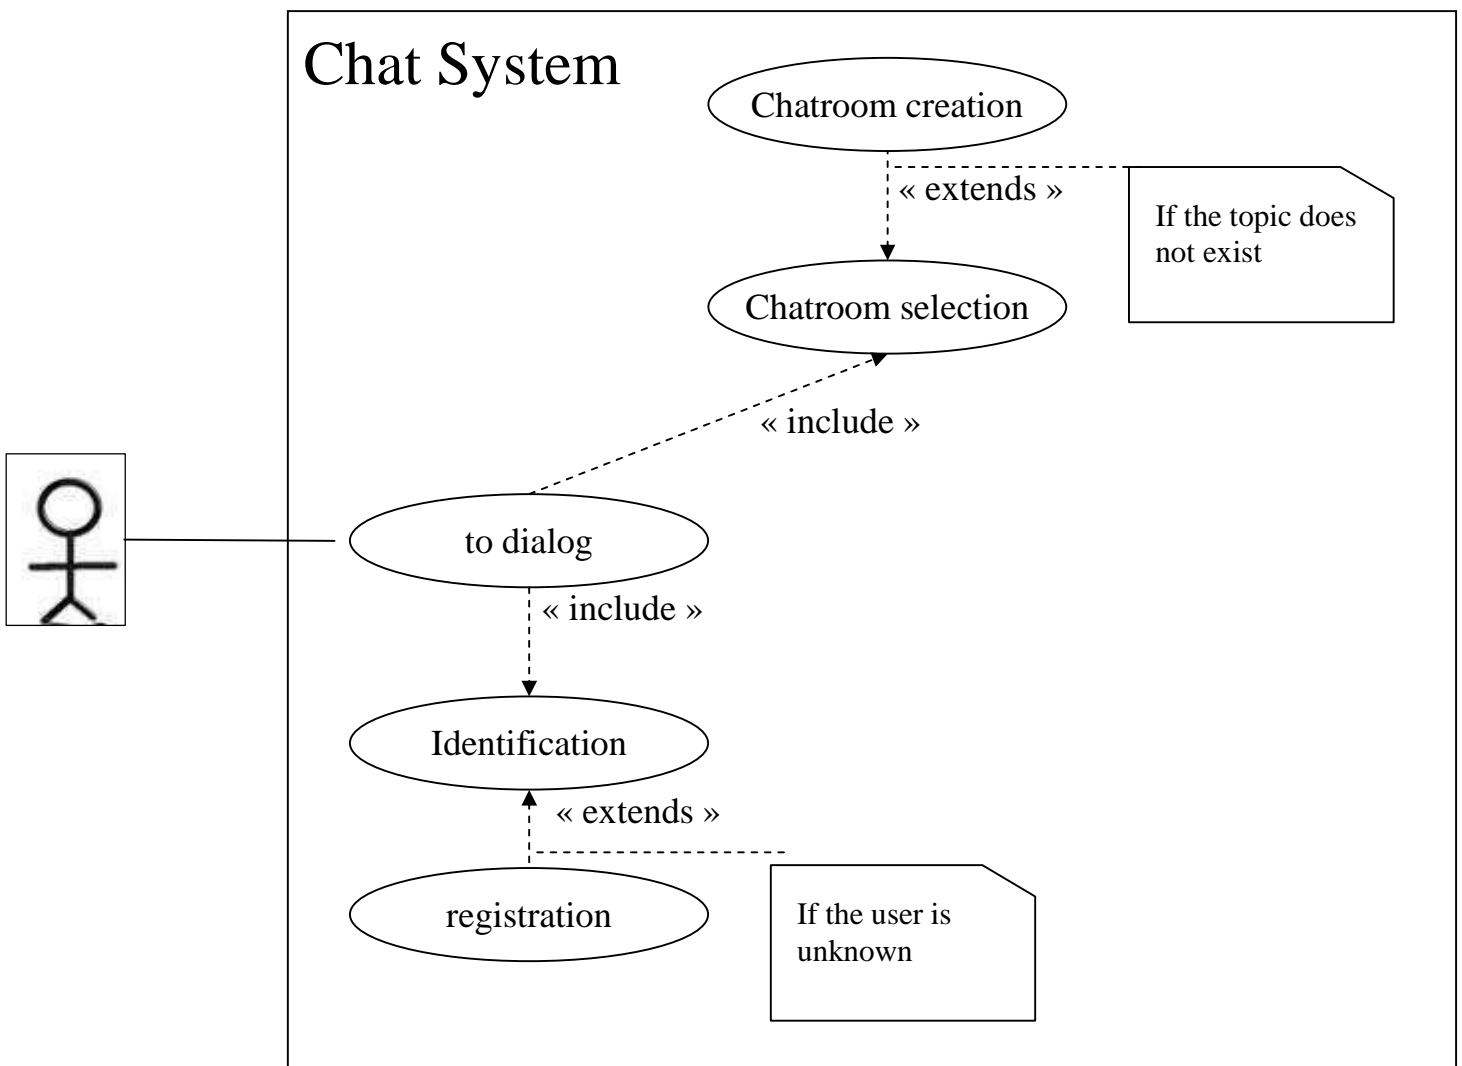 Chat System
Chatroom creation
« extends »
If the topic does
not exist
Chatroom selection
« include »
to dialog
« include »
Identification
« extends »
registration
If the user is
unknown